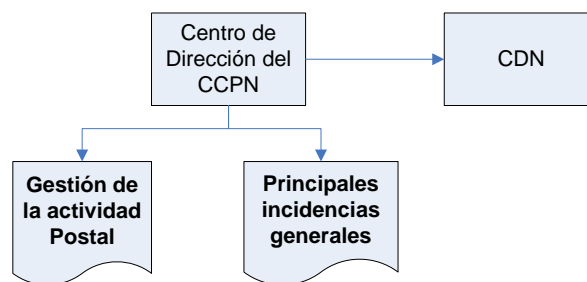 Centro de
Dirección del
CCPN
CDN
Gestión de
la actividad
Postal
Principales
incidencias
generales